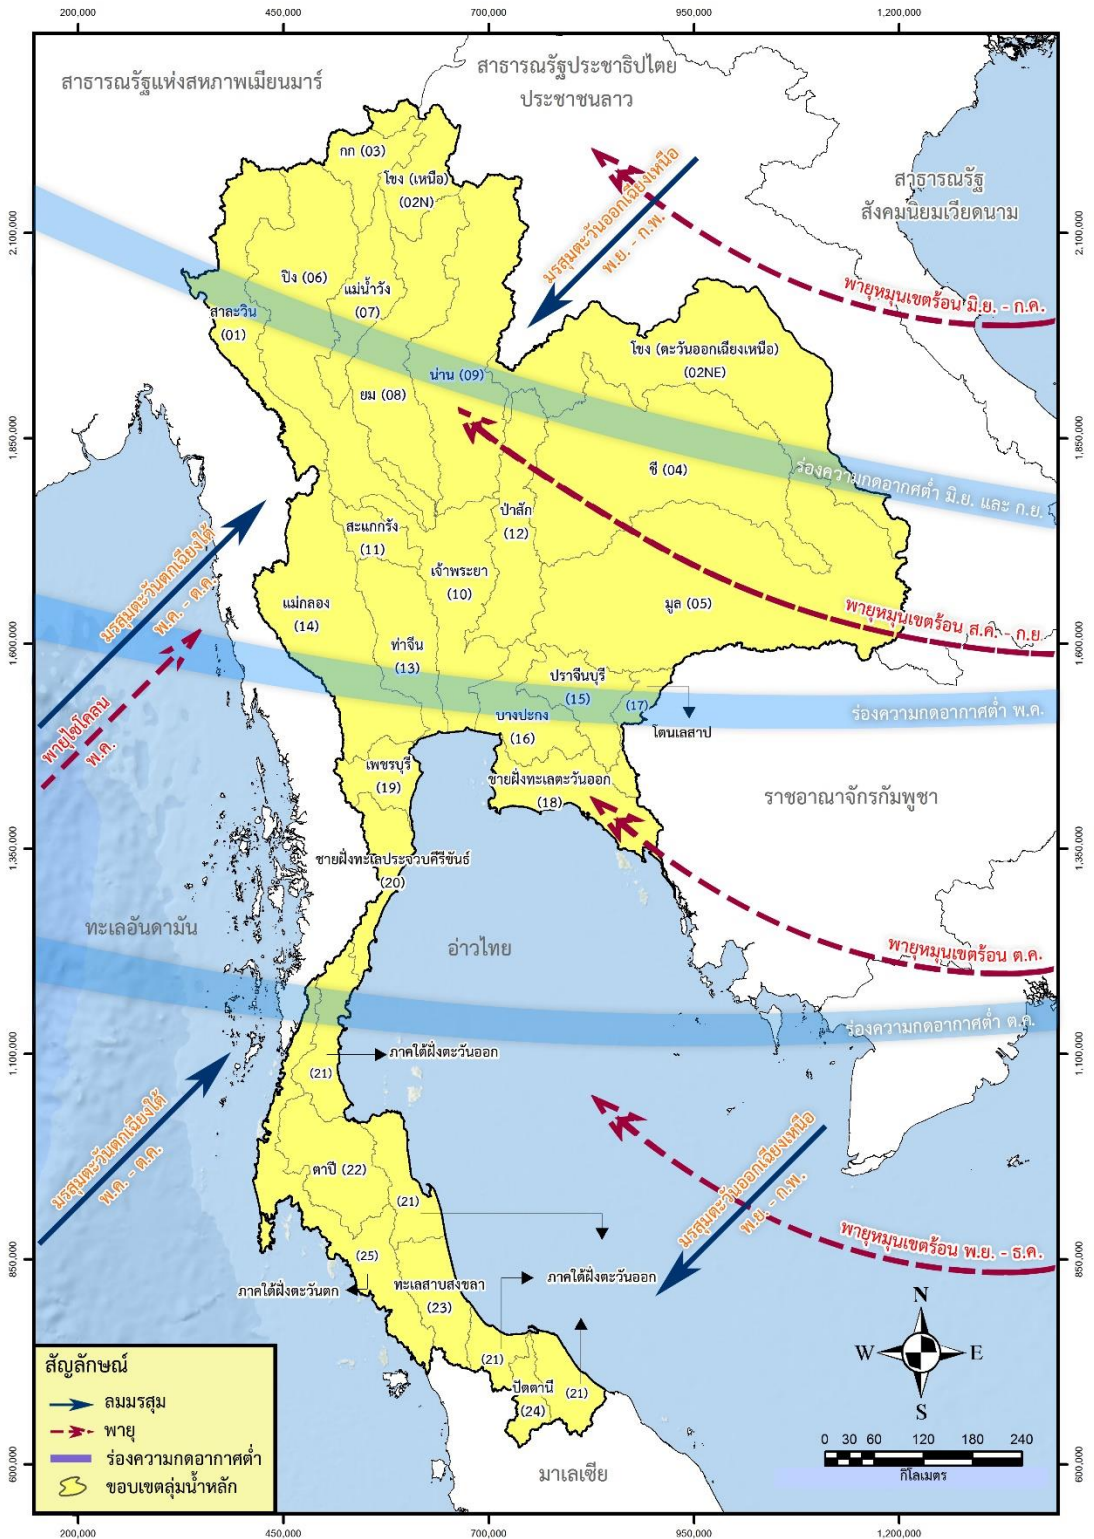 200,000
450,000
700,000
950,000
1,200,000
สาธารณรัฐแห่งสหภาพเมียนมาร์
สาธารณรัฐประชาธิปไตย
ประชาชนลาว
สาธารณรัฐ
สังคมนิยมเวียดนาม
2,100,000
2,100,000
กก (03)
โขง (เหนือ)
(02N)
มรสุมตะวันออกเฉียงเหนือ
พ.ย. - ก.พ.
พายุหมุนเขตร้อน มิ.ย. - ก.ค.
ปิง (06)
แม่น้ำวัง
(07)
สาละวิน
(01)
โขง (ตะวันออกเฉียงเหนือ)
(02NE)
น่าน (09)
ยม (08)
1,850,000
1,850,000
ชี (04)
ร่องความกดอากาศต่ำ มิ.ย. และ ก.ย.
ป่าสัก
(12)
สะแกกรัง
(11)
มรสุมตะวันตกเฉียงใต้
พ.ค. - ต.ค.
เจ้าพระยา
(10)
แม่กลอง
(14)
มูล (05)
พายุหมุนเขตร้อน ส.ค. - ก.ย.
1,600,000
1,600,000
ท่าจีน
(13)
ปราจีนบุรี
(15)
(17)
บางปะกง
(16)
โตนเลสาป
ร่องความกดอากาศต่ำ พ.ค.
พายุไซโคลน
พ.ค.
เพชรบุรี
(19)
ชายฝั่งทะเลตะวันออก
(18)
ราชอาณาจักรกัมพูชา
1,350,000
1,350,000
ชายฝั่งทะเลประจวบคีรีขันธ์
(20)
ทะเลอันดามัน
อ่าวไทย
พายุหมุนเขตร้อน ต.ค.
ร่องความกดอากาศต่ำ ต.ค.
1,100,000
1,100,000
ภาคใต้ฝั่งตะวันออก
(21)
มรสุมตะวันตกเฉียงใต้
พ.ค. - ต.ค.
มรสุมตะวันออกเฉียงเหนือ
พ.ย. - ก.พ.
ตาปี (22)
(21)
พายุหมุนเขตร้อน พ.ย. - ธ.ค.
850,000
850,000
(25)
ภาคใต้ฝั่งตะวันตก
ทะเลสาบสงขลา
(23)
ภาคใต้ฝั่งตะวันออก
N
W
E
S
(21)
ปัตตานี
(24)
(21)
สัญลักษณ์
ลมมรสุม
พายุ
ร่องความกดอากาศต่ำ
ขอบเขตลุ่มน้ำหลัก
0 30 60 120 180 240
กิโลเมตร
มาเลเซีย
600,000
600,000
200,000
450,000
700,000
950,000
1,200,000